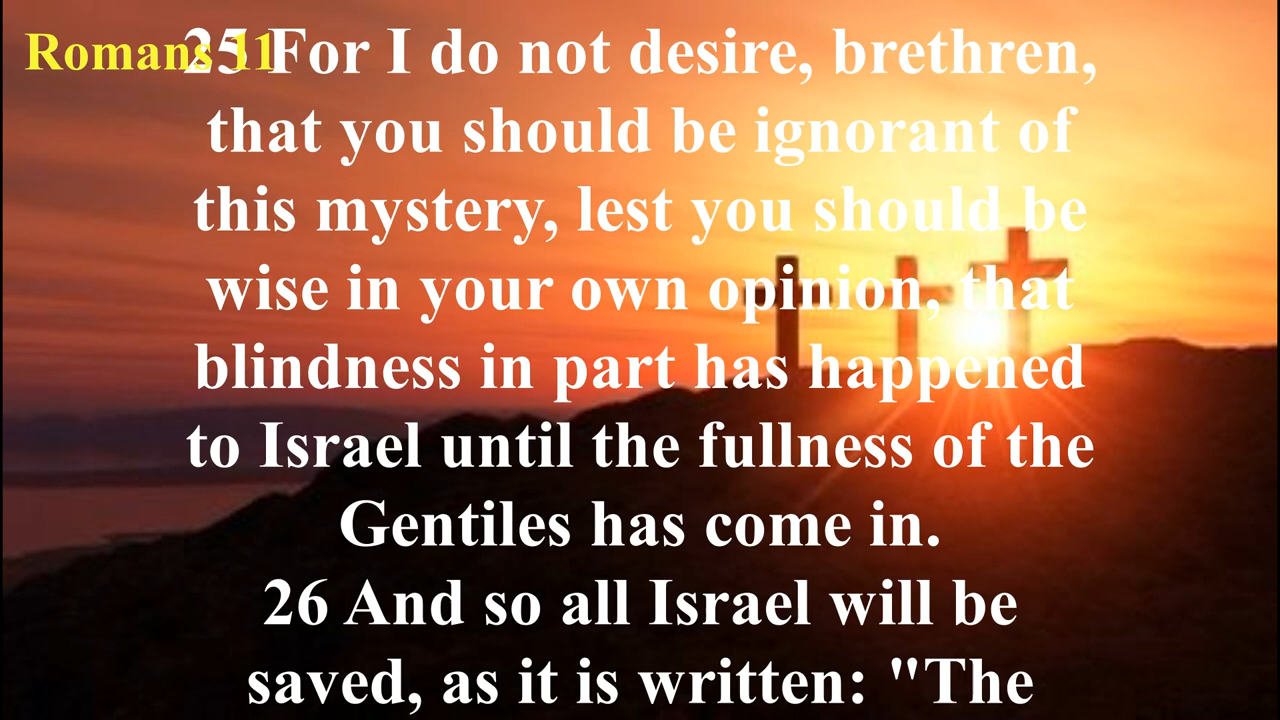 Romans 11
25 For I do not desire, brethren,
that you should be ignorant of
this mystery, lest you should be
wise in your own opinion, that
blindness in part has happened
to Israel until the fullness of the
Gentiles has come in.
26 And so all Israel will be
saved, as it is written: "The